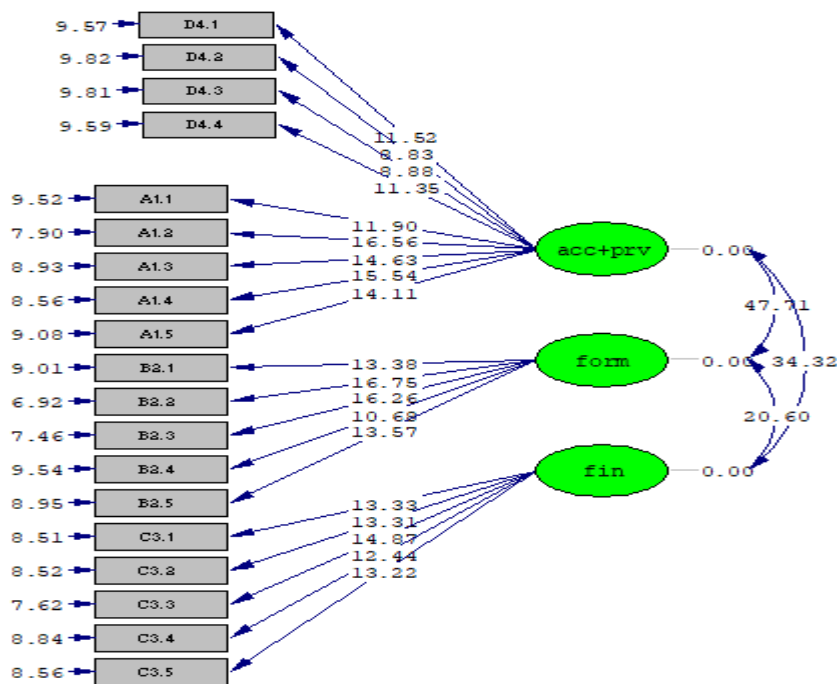 9.57 D4.1
9.82 D4.2
9.81 D4.3
9.59 D4.4
11.52
8.83
8.88
11.35
9.52 A1.1
7.90 A1.2
8.93 A1.3
8.56 A1.4
9.08 A1.5
11.90
16.56
14.63
15.54
14.11
acc+prv 0.00
9.01 B2.1
6.92 B2.2
7.46 B2.3
9.54 B2.4
8.95 B2.5
13.38
16.75
16.26
10.68
13.57
form 0.00
47.71
34.32
20.60
8.51 C3.1
8.52 C3.2
7.62 C3.3
8.84 C3.4
8.56 C3.5
13.33
13.31
14.87
12.44
13.22
fin 0.00